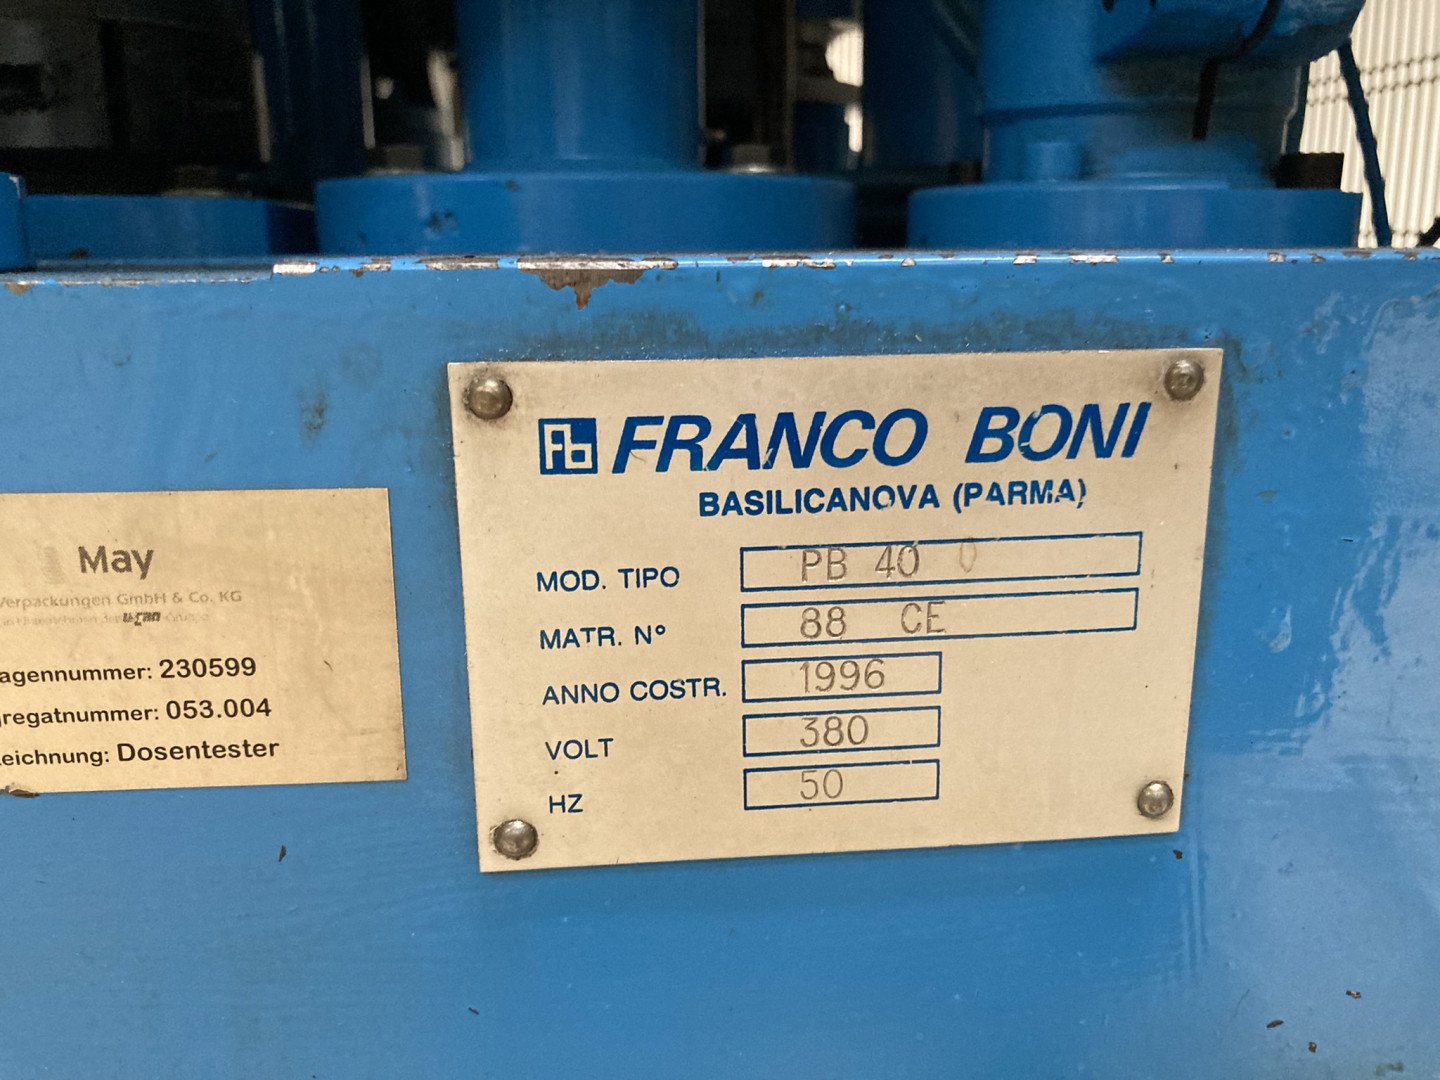 FRANCO BONI
BASILICANOVA (PARMA)
MOD. TIPO PB 40 0
MATR. N° 88 CE
ANNO COSTR. 1996
VOLT 380
HZ 50
May
Verpackungen GmbH & Co. KG
agennummer: 230599
gregatnummer: 053.004
eichnung: Dosentester